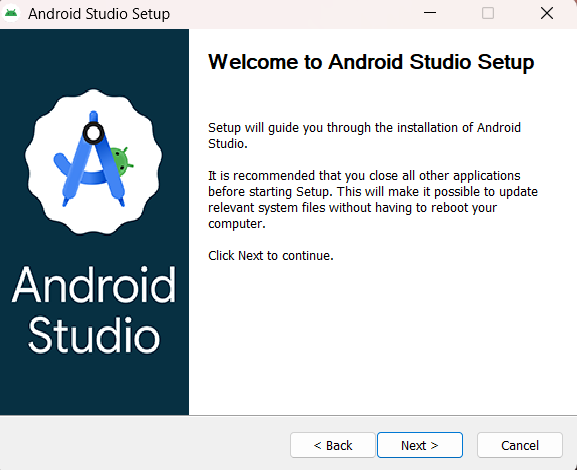 Android Studio Setup
Welcome to Android Studio Setup
Setup will guide you through the installation of Android
Studio.
It is recommended that you close all other applications
before starting Setup. This will make it possible to update
relevant system files without having to reboot your
computer.
Click Next to continue.
Android
Studio
< Back
Next >
Cancel